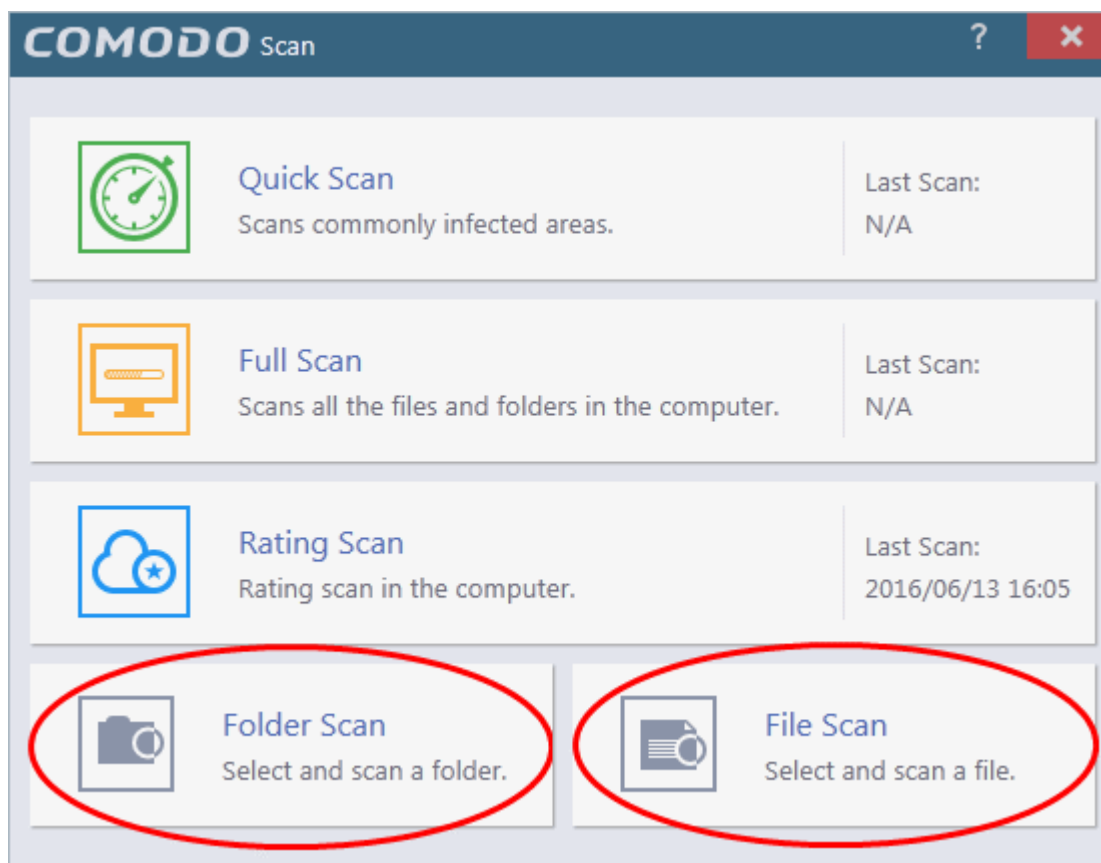 COMODO Scan ?
Quick Scan
Scans commonly infected areas.
Last Scan:
N/A
Full Scan
Scans all the files and folders in the computer.
Last Scan:
N/A
Rating Scan
Rating scan in the computer.
Last Scan:
2016/06/13 16:05
Folder Scan
Select and scan a folder.
File Scan
Select and scan a file.